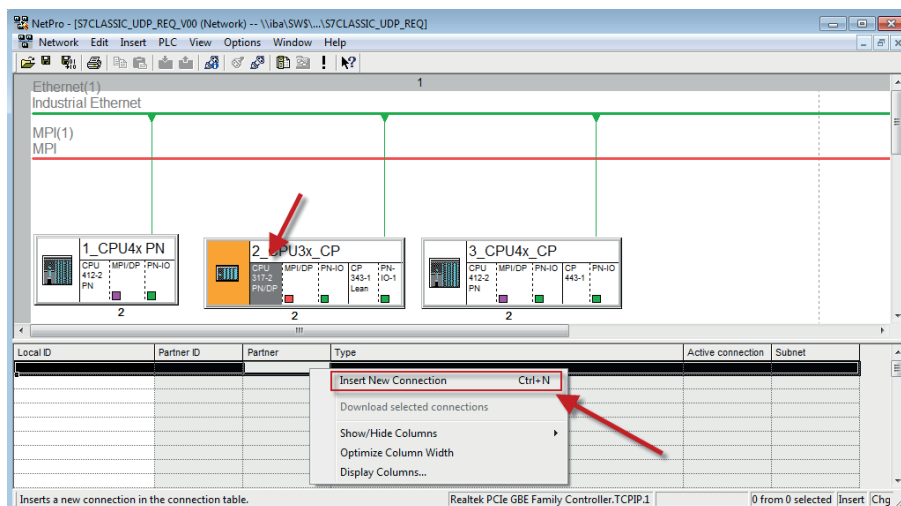 NetPro - [S7CLASSIC_UDP_REQ_V00 (Network) -- \\iba\SWS\...\S7CLASSIC_UDP_REQ]
Network Edit Insert PLC View Options Window Help
1
Ethernet(1)
Industrial Ethernet
MPI(1)
MPI
1_CPU4x PN
CPU 412-2 PN
MPI/DP
PN-IO
2
2_CPU3x_CP
CPU 317-2 PN/DP
MPI/DP
PN-IO
CP 343-1 Lean
PN-IO-1
2
3_CPU4x_CP
CPU 412-2 PN
MPI/DP
PN-IO
CP 443-1
PN-IO
2
Local ID Partner ID Partner Type Active connection Subnet
Insert New Connection Ctrl+N
Download selected connections
Show/Hide Columns
Optimize Column Width
Display Columns...
Inserts a new connection in the connection table. Realtek PCIe GBE Family Controller.TCPIP.1 0 from 0 selected Insert Chg